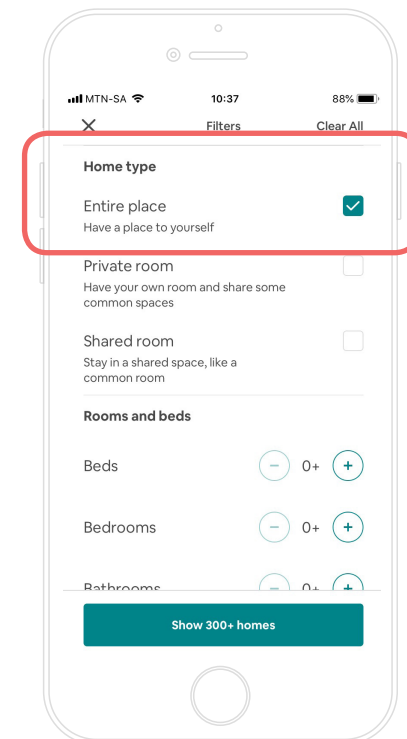 MTN-SA 10:37 88%
Filters Clear All
Home type
Entire place
Have a place to yourself
Private room
Have your own room and share some
common spaces
Shared room
Stay in a shared space, like a
common room
Rooms and beds
Beds − 0+ +
Bedrooms − 0+ +
Bathrooms − 0+ +
Show 300+ homes